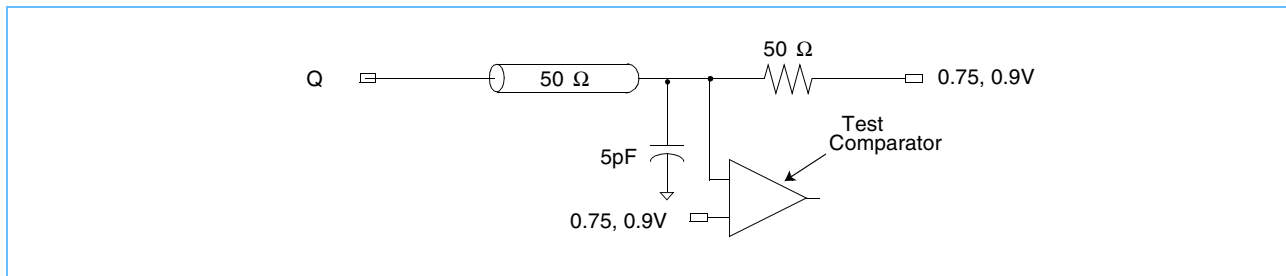 50 Ω
Q
50 Ω
0.75, 0.9V
Test
Comparator
5pF
0.75, 0.9V